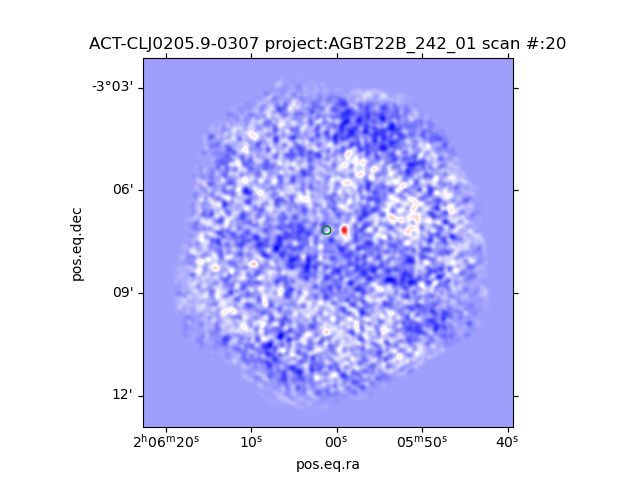 ACT-CLJ0205.9-0307 project:AGBT22B_242_01 scan #:20
-3°03'
06'
09'
12'
pos.eq.dec
2ʰ06ᵐ20ˢ 10ˢ 00ˢ 05ᵐ50ˢ 40ˢ
pos.eq.ra